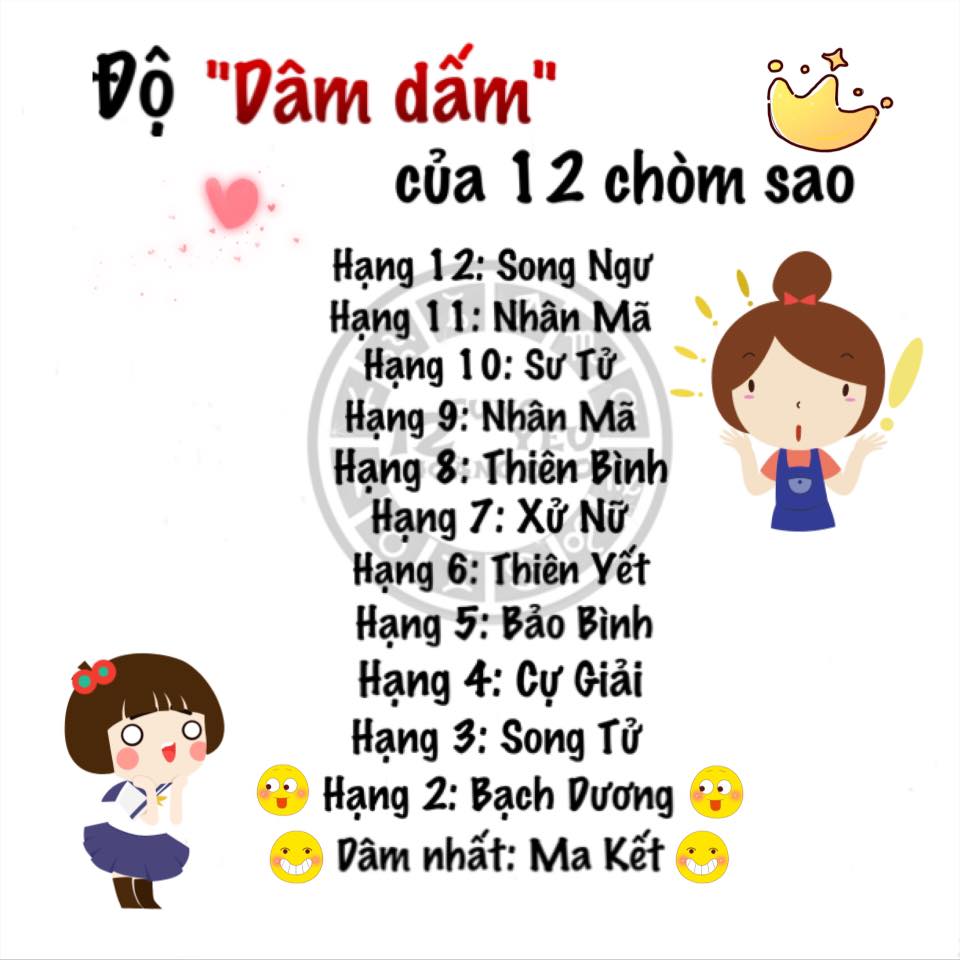 Độ "Dâm dấm"
của 12 chòm sao
Hạng 12: Song Ngư
Hạng 11: Nhân Mã
Hạng 10: Sư Tử
Hạng 9: Nhân Mã
Hạng 8: Thiên Bình
Hạng 7: Xử Nữ
Hạng 6: Thiên Yết
Hạng 5: Bảo Bình
Hạng 4: Cự Giải
Hạng 3: Song Tử
Hạng 2: Bạch Dương
Dâm nhất: Ma Kết